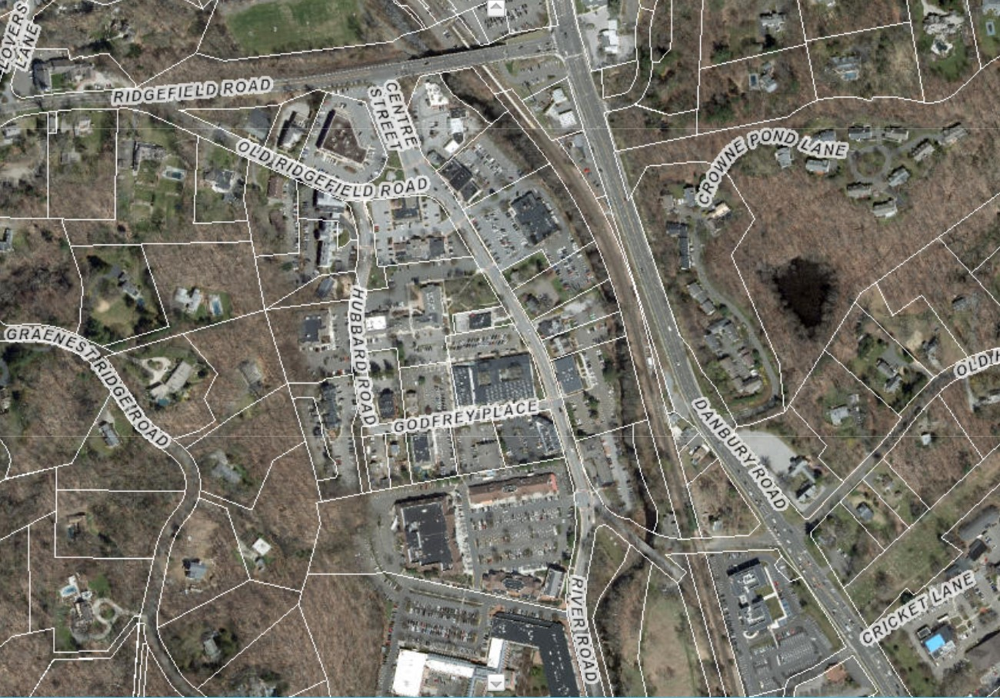 LOVERS
LANE
RIDGEFIELD ROAD
CENTRE
STREET
OLD RIDGEFIELD ROAD
CROWNE POND LANE
HUBBARD ROAD
GRAENEST RIDGE ROAD
GODFREY PLACE
DANBURY ROAD
OLD H
RIVER ROAD
CRICKET LANE